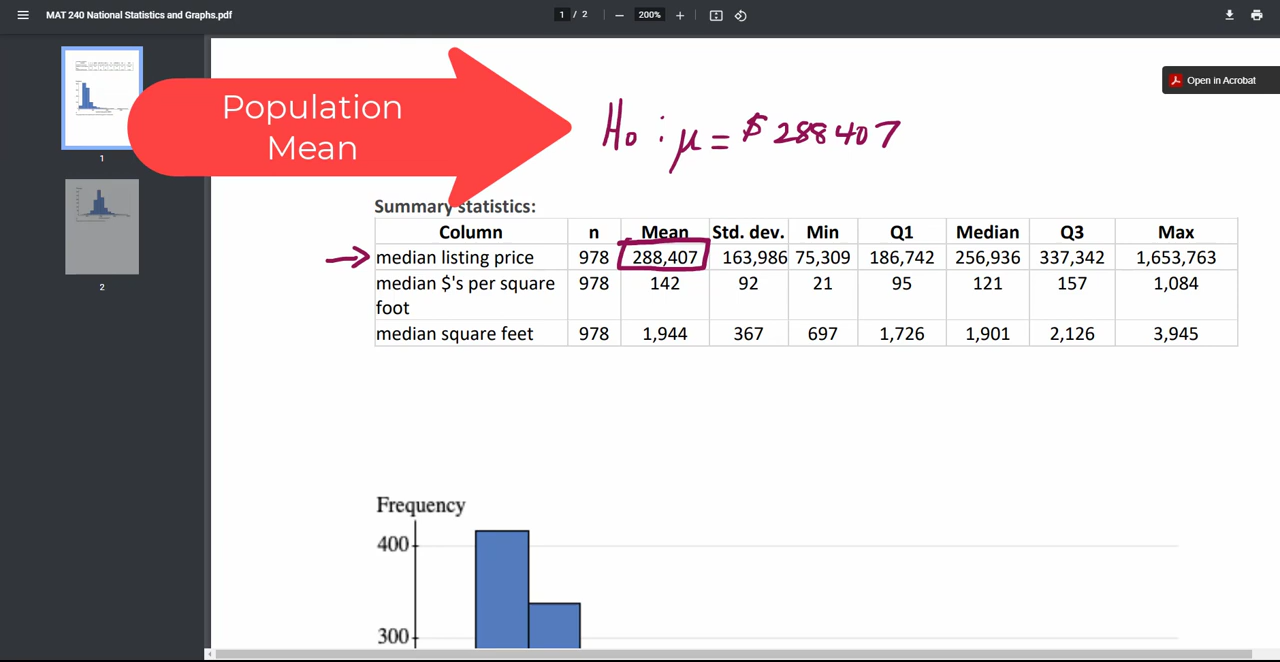 MAT 240 National Statistics and Graphs.pdf 1 / 2 200%
Open in Acrobat
Population
Mean
H0 : μ = $ 288407
1
2
Summary statistics:
Column n Mean Std. dev. Min Q1 Median Q3 Max
median listing price 978 288,407 163,986 75,309 186,742 256,936 337,342 1,653,763
median $'s per square 978 142 92 21 95 121 157 1,084
foot
median square feet 978 1,944 367 697 1,726 1,901 2,126 3,945
Frequency
400
300